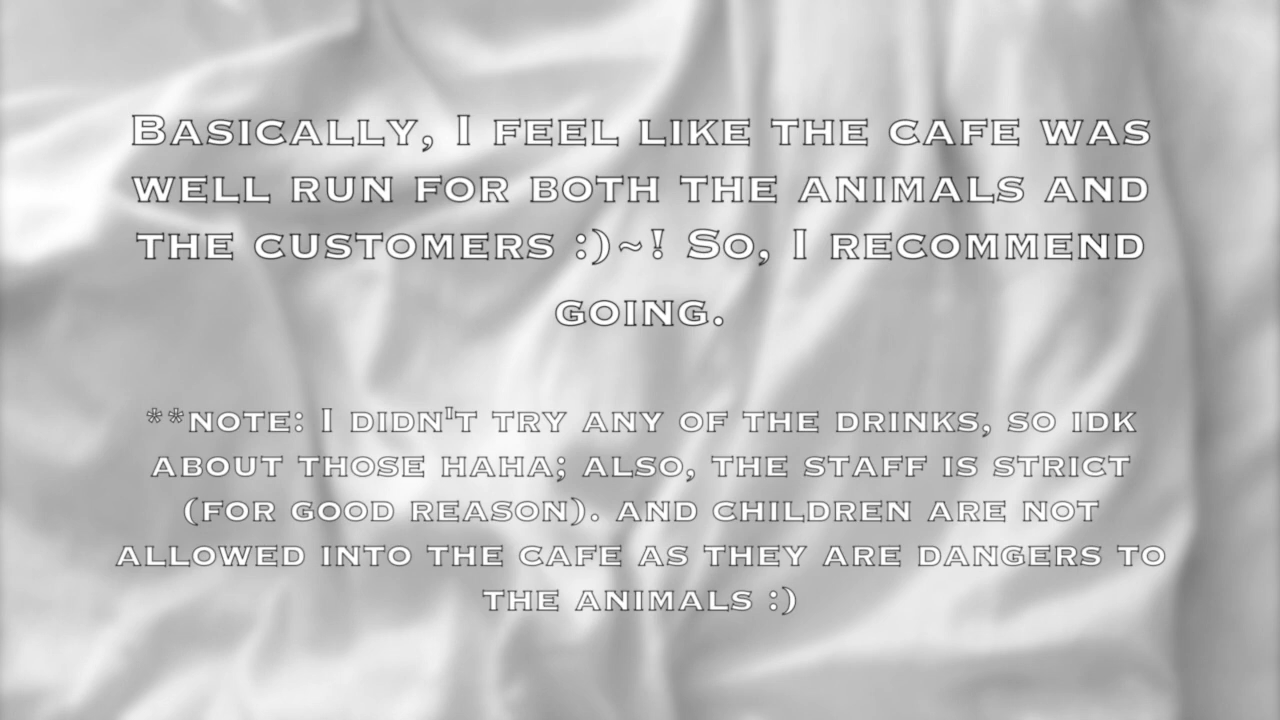 Basically, I feel like the cafe was
well run for both the animals and
the customers :)~! So, I recommend
going.
**note: I didn't try any of the drinks, so idk
about those haha; also, the staff is strict
(for good reason). and children are not
allowed into the cafe as they are dangers to
the animals :)